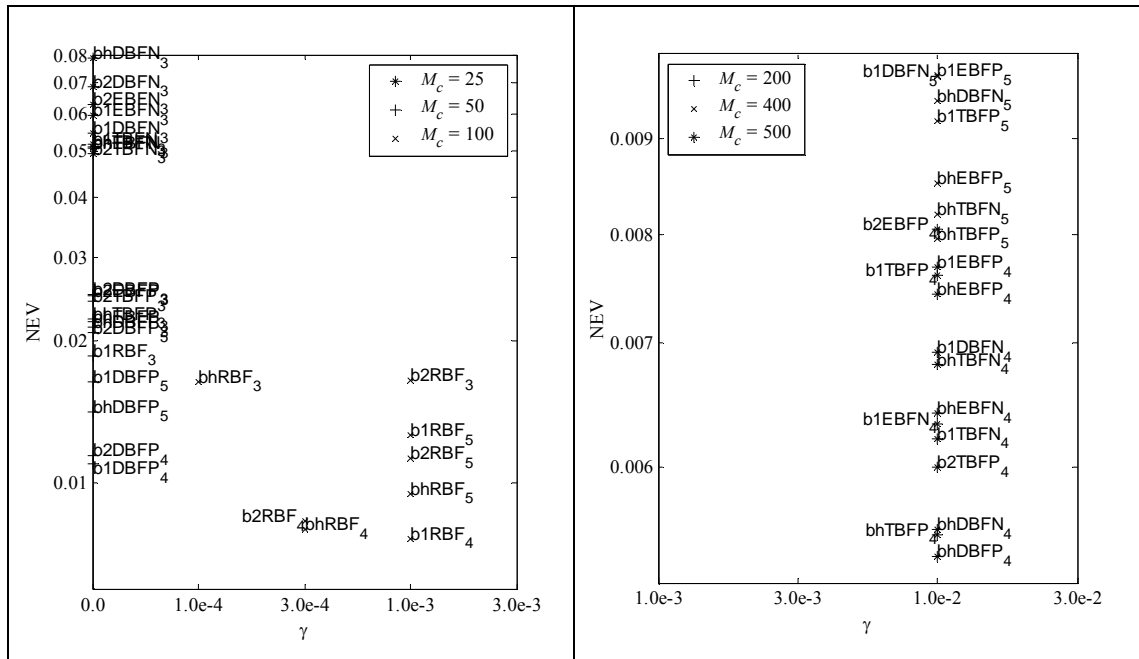 0.08
0.07
0.06
0.05
0.04
0.03
0.02
0.01
NEV
bhDBFN3
b2DBFN3
b2EBFN3
b1EBFN3
b1DBFN3
b2TBFN3
b2TBFP3
b2DBFP5
b1RBF3
b1DBFP5
bhDBFP5
b2DBFP4
b1DBFP4
bhRBF3
b2RBF4
bhRBF4
b2RBF3
b1RBF5
b2RBF5
bhRBF5
b1RBF4
Mc = 25
Mc = 50
Mc = 100
0.0 1.0e-4 3.0e-4 1.0e-3 3.0e-3
γ
0.009
0.008
0.007
0.006
NEV
Mc = 200
Mc = 400
Mc = 500
b1DBFN5 b1EBFP5
bhDBFN5
b1TBFP5
bhEBFP5
bhTBFN5
b2EBFP4 bhTBFP5
b1EBFP4
b1TBFP4
bhEBFP4
b1DBFN4
bhTBFN4
bhEBFN4
b1EBFN4
b1TBFN4
b2TBFP4
bhTBFP4 bhDBFN4
bhDBFP4
1.0e-3 3.0e-3 1.0e-2 3.0e-2
γ